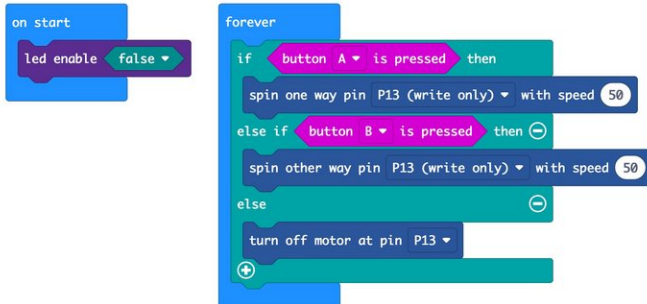 on start
led enable false
forever
if button A is pressed then
spin one way pin P13 (write only) with speed 50
else if button B is pressed then
spin other way pin P13 (write only) with speed 50
else
turn off motor at pin P13